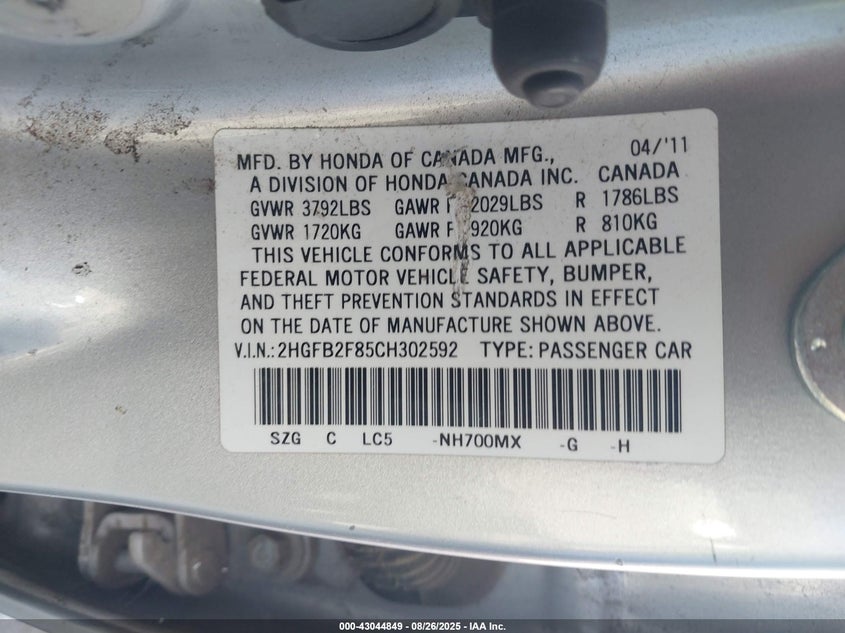 MFD. BY HONDA OF CANADA MFG., 04/'11
A DIVISION OF HONDA CANADA INC. CANADA
GVWR 3792LBS GAWR F 2029LBS R 1786LBS
GVWR 1720KG GAWR F 920KG R 810KG
THIS VEHICLE CONFORMS TO ALL APPLICABLE
FEDERAL MOTOR VEHICLE SAFETY, BUMPER,
AND THEFT PREVENTION STANDARDS IN EFFECT
ON THE DATE OF MANUFACTURE SHOWN ABOVE.
V.I.N.: 2HGFB2F85CH302592 TYPE: PASSENGER CAR
SZG C LC5 -NH700MX -G -H
000-43044849 - 08/26/2025 - IAA Inc.